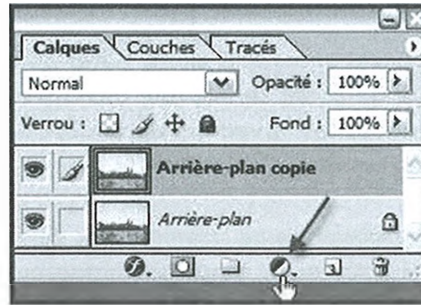 Calques Couches Tracés
Normal Opacité : 100%
Verrou : Fond : 100%
Arrière-plan copie
Arrière-plan